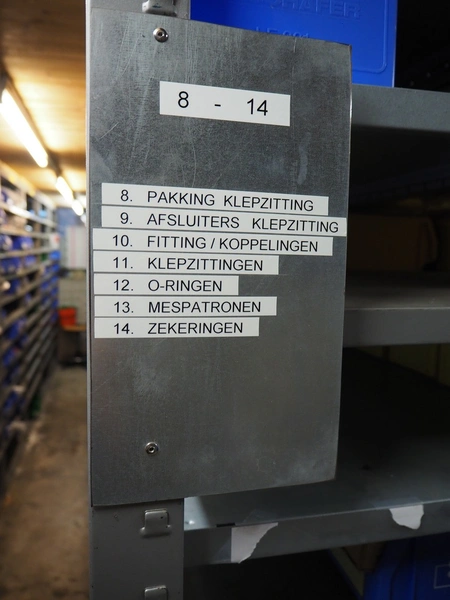 8 - 14
8. PAKKING KLEPZITTING
9. AFSLUITERS KLEPZITTING
10. FITTING / KOPPELINGEN
11. KLEPZITTINGEN
12. O-RINGEN
13. MESPATRONEN
14. ZEKERINGEN